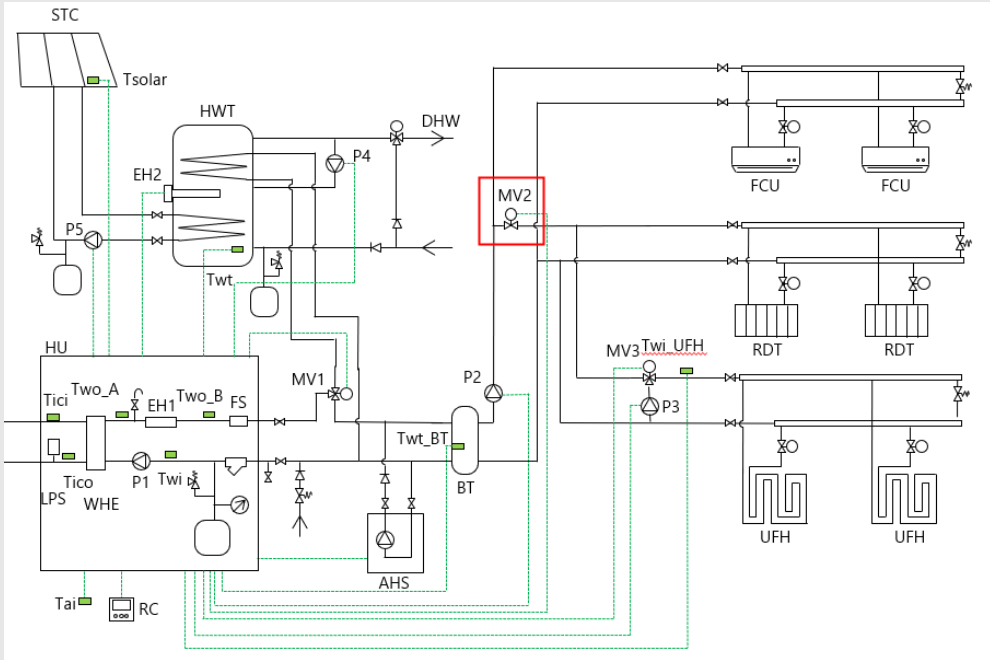 STC
Tsolar
HWT
DHW
P4
EH2
MV2
FCU
FCU
P5
Twt
HU
MV1
P2
MV3
Twi_UFH
RDT
RDT
Tici
Two_A
EH1
Two_B
FS
P3
Twt_BT
Tico
P1
Twi
LPS
WHE
BT
UFH
UFH
AHS
Tai
RC